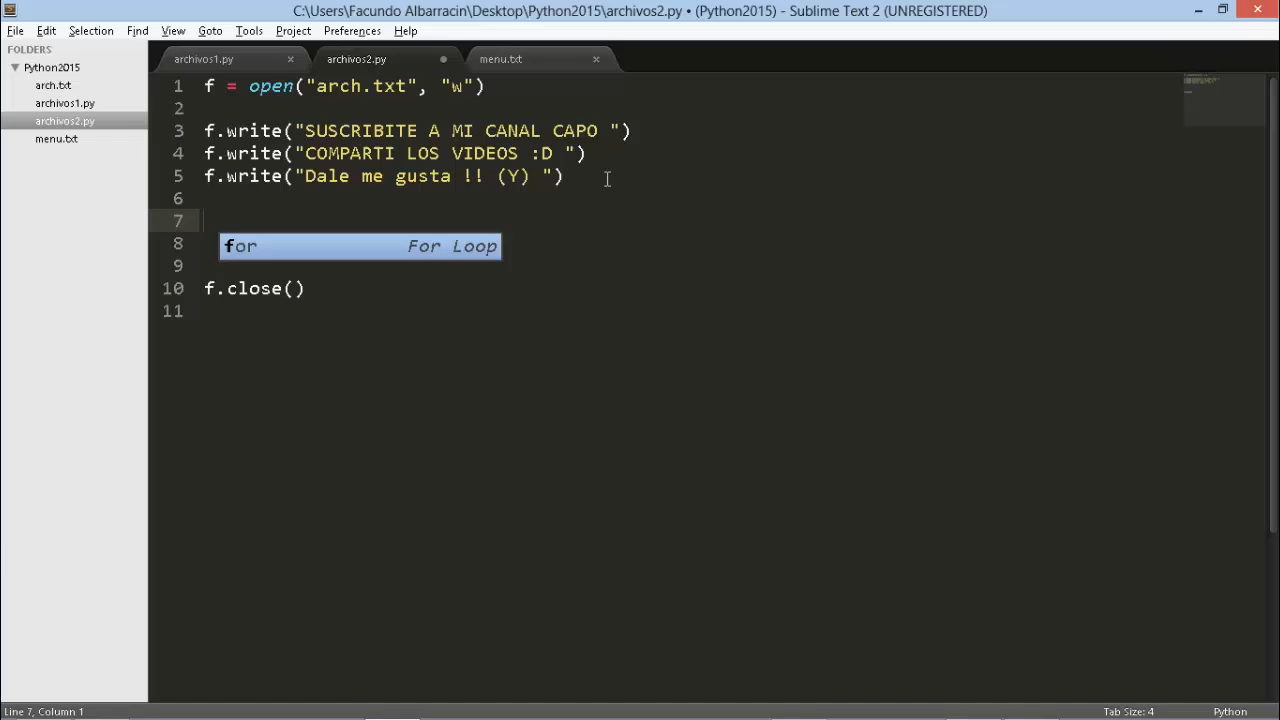 C:\Users\Facundo Albaracin\Desktop\Python2015\archivos2.py • (Python2015) - Sublime Text 2 (UNREGISTERED)
File Edit Selection Find View Goto Tools Project Preferences Help
FOLDERS
Python2015
arch.txt
archivos1.py
archivos2.py
menu.txt
archivos1.py × archivos2.py menu.txt ×
1 f = open("arch.txt", "w")
2
3 f.write("SUSCRIBITE A MI CANAL CAPO ")
4 f.write("COMPARTI LOS VIDEOS :D ")
5 f.write("Dale me gusta !! (Y) ")
6
7
8 for For Loop
9
10 f.close()
11
Line 7, Column 1 Tab Size: 4 Python